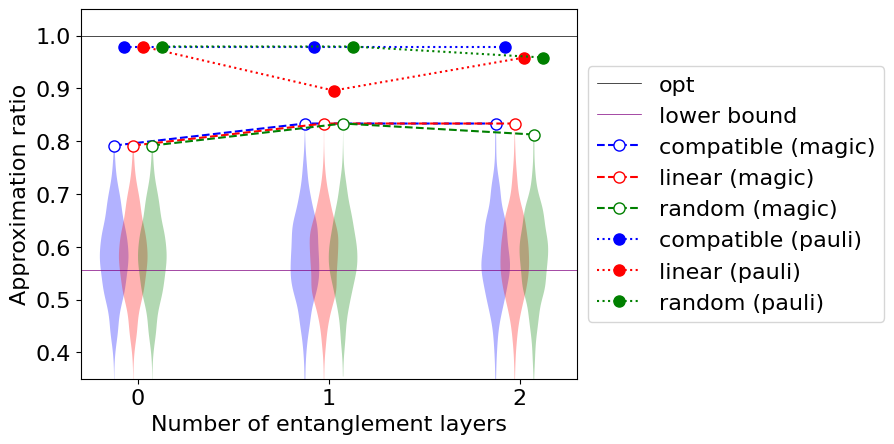 1.0
0.9
0.8
0.7
0.6
0.5
0.4
Approximation ratio
0 1 2
Number of entanglement layers
opt
lower bound
compatible (magic)
linear (magic)
random (magic)
compatible (pauli)
linear (pauli)
random (pauli)